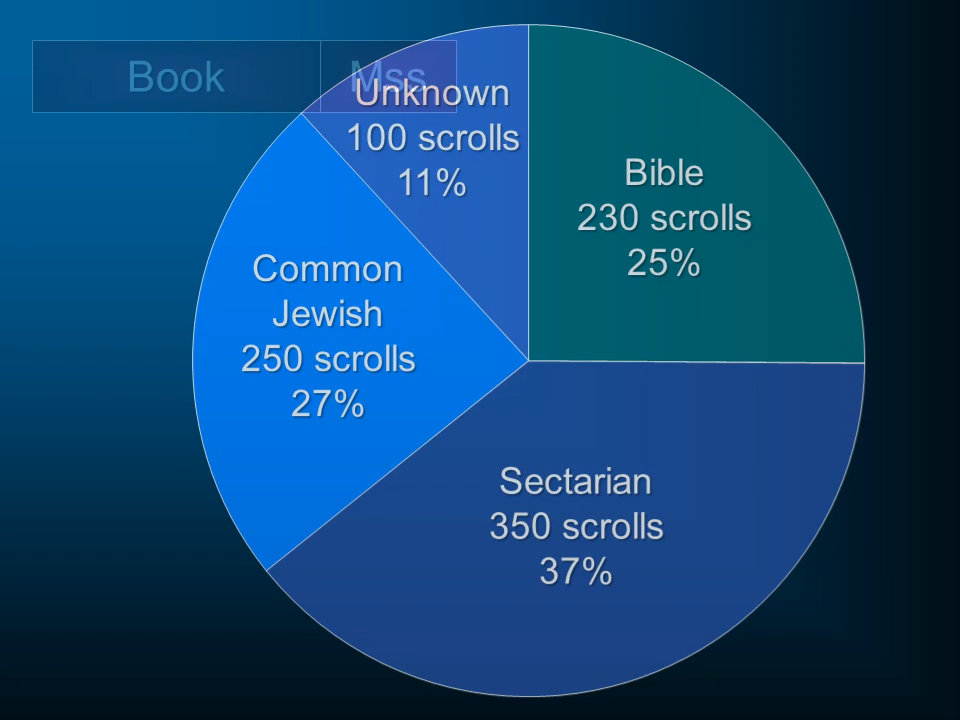 Book Mss
Unknown
100 scrolls
11%
Bible
230 scrolls
25%
Common
Jewish
250 scrolls
27%
Sectarian
350 scrolls
37%